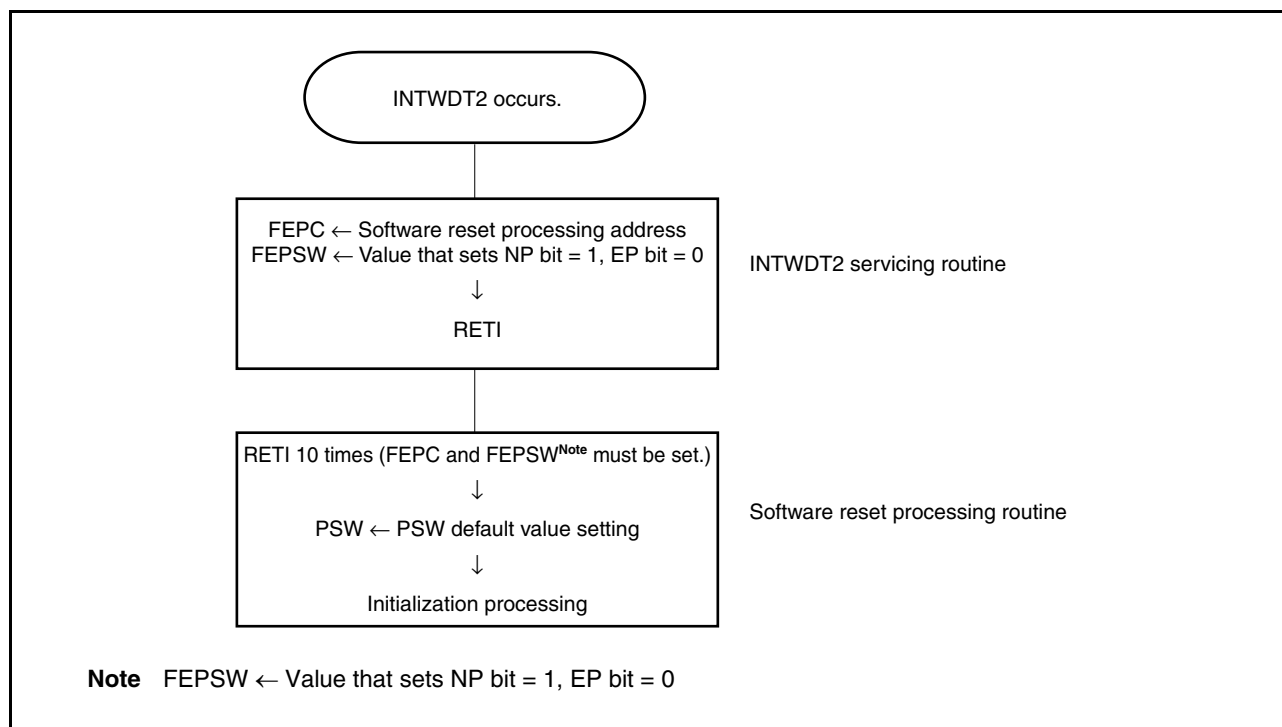 INTWDT2 occurs.
FEPC ← Software reset processing address
FEPSW ← Value that sets NP bit = 1, EP bit = 0
↓
RETI
INTWDT2 servicing routine
RETI 10 times (FEPC and FEPSWNote must be set.)
↓
PSW ← PSW default value setting
↓
Initialization processing
Software reset processing routine
Note FEPSW ← Value that sets NP bit = 1, EP bit = 0